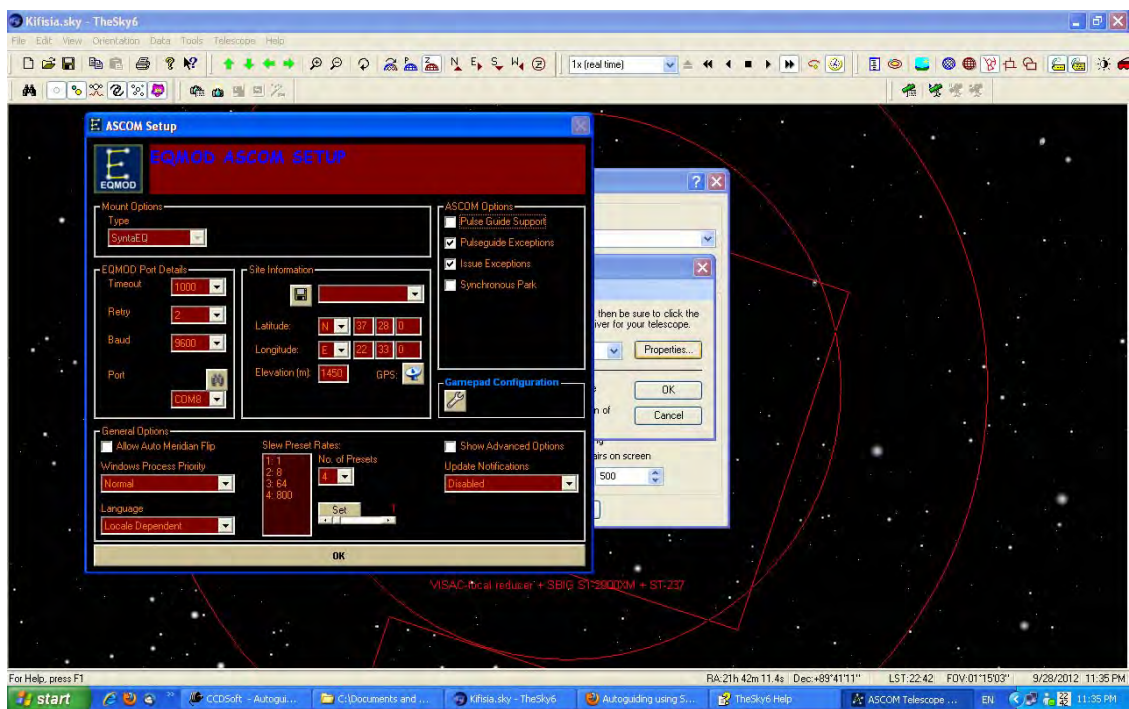 Kifisia.sky - TheSky6
File Edit View Orientation Data Tools Telescope Help
1x (real time)
ASCOM Setup
EQMOD
EQMOD ASCOM SETUP
Mount Options
Type
SyntaEQ
ASCOM Options
Pulse Guide Support
Pulseguide Exceptions
Issue Exceptions
Synchronous Park
EQMOD Port Details
Timeout 1000
Retry 2
Baud 9600
Port
COM8
Site Information
Latitude: N 37 28 0
Longitude: E 22 33 0
Elevation (m): 1450 GPS:
Gamepad Configuration
General Options
Allow Auto Meridian Flip
Windows Process Priority
Normal
Language
Locale Dependent
Slew Preset Rates:
1: 1
2: 8
3: 64
4: 800
No. of Presets
4
Set 1
Show Advanced Options
Update Notifications
Disabled
OK
then be sure to click the
iver for your telescope.
Properties...
OK
n of
Cancel
airs on screen
500
VISAC-focal reducer + SBIG ST-2000XM + ST-237
For Help, press F1
RA:21h 42m 11.4s Dec:+89°41'11" LST:22:42 FOV:01°15'03" 9/28/2012 11:35 PM
start
CCDSoft - Autogui...
C:\Documents and ...
Kifisia.sky - TheSky6
Autoguiding using S...
TheSky6 Help
ASCOM Telescope ...
EN
11:35 PM